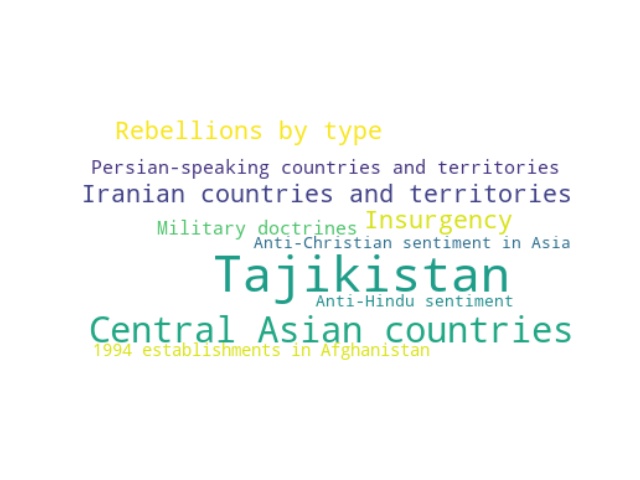 Rebellions by type
Persian-speaking countries and territories
Iranian countries and territories
Insurgency
Military doctrines
Anti-Christian sentiment in Asia
Tajikistan
Anti-Hindu sentiment
Central Asian countries
1994 establishments in Afghanistan